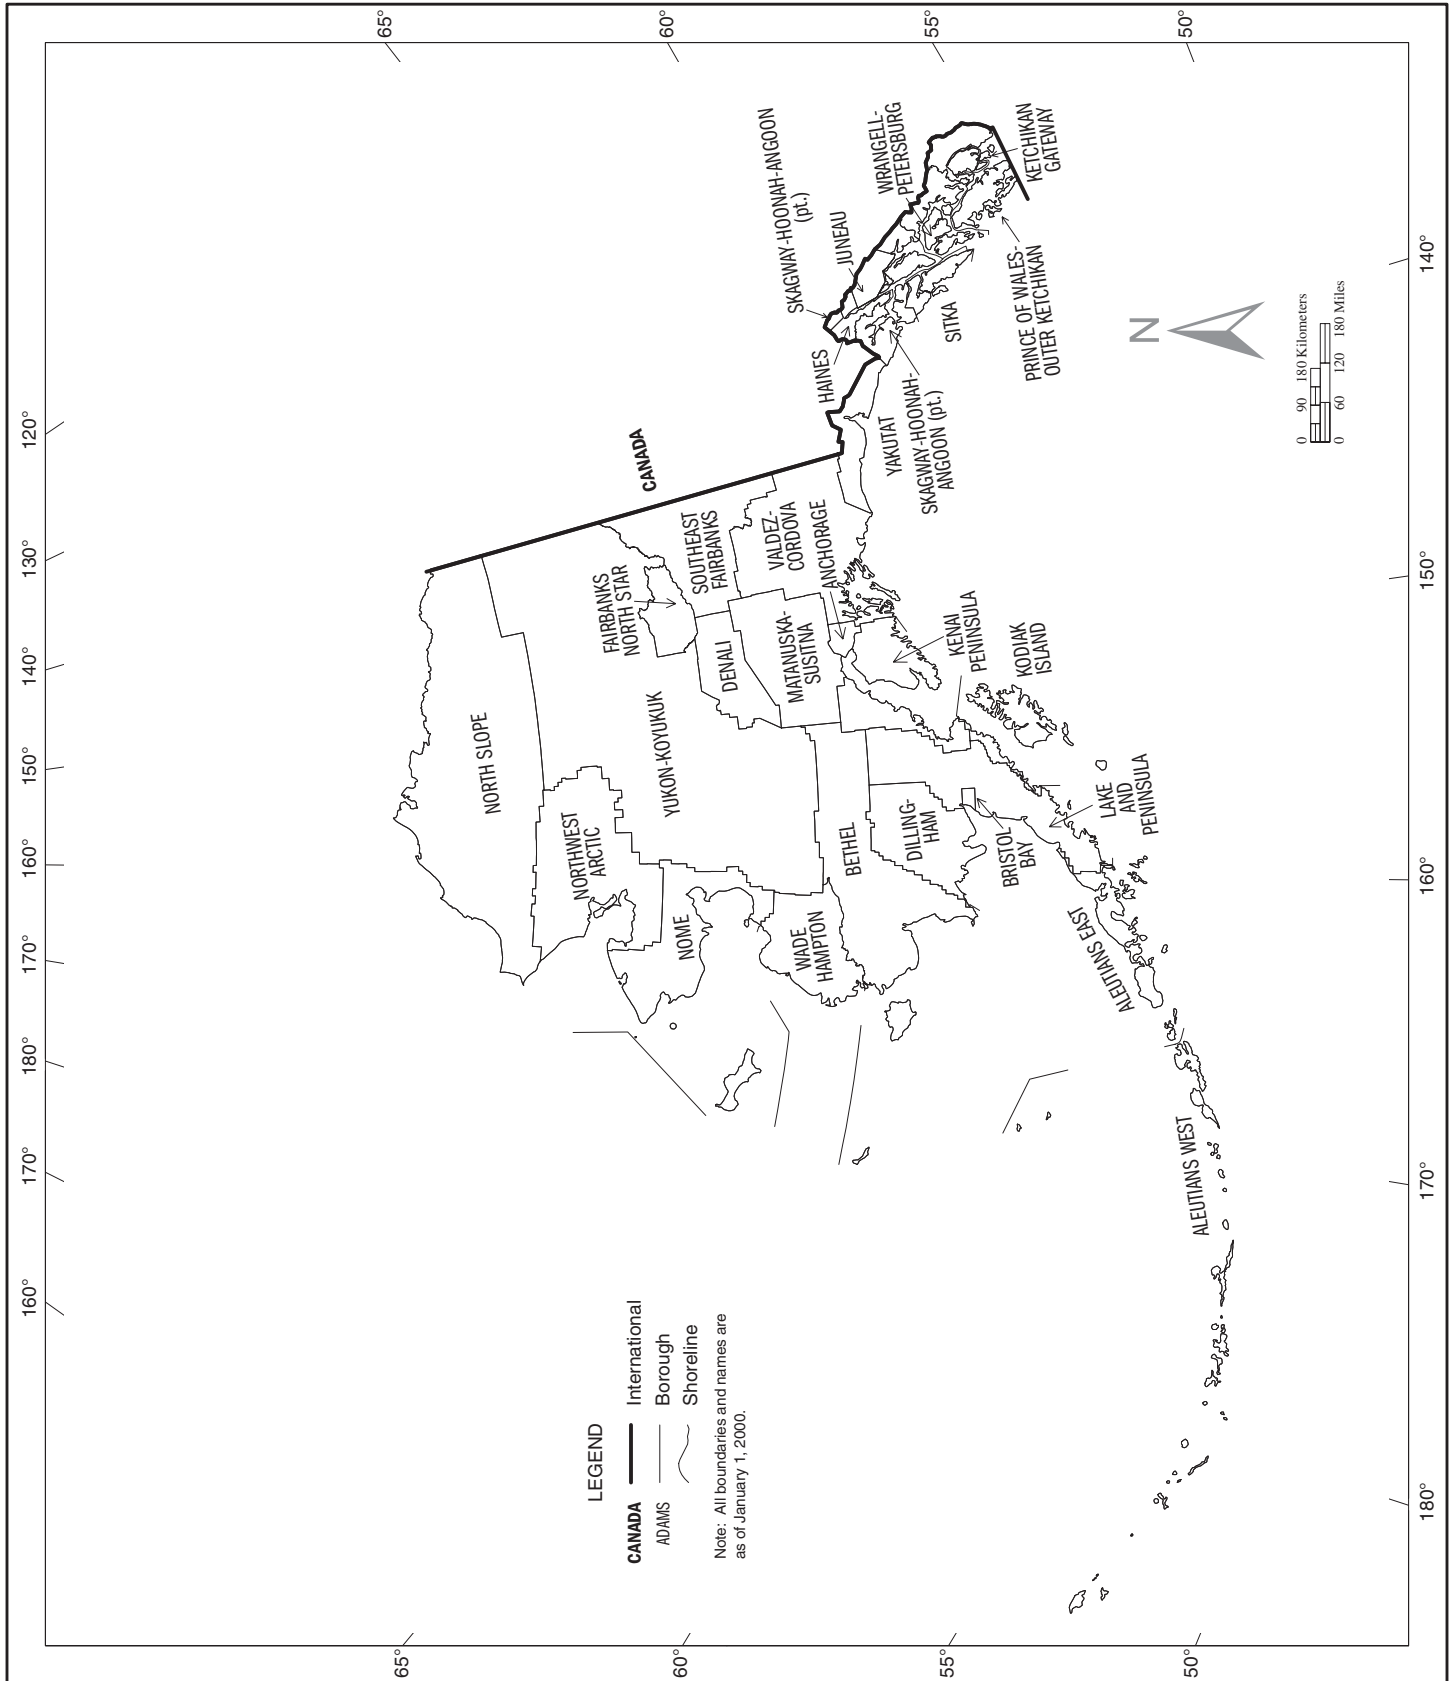 120°
130°
140°
150°
160°
170°
180°
170°
160°
65°
60°
55°
50°
65°
60°
55°
50°
140°
150°
160°
170°
180°
CANADA
NORTH SLOPE
NORTHWEST
ARCTIC
NOME
YUKON-KOYUKUK
FAIRBANKS
NORTH STAR
SOUTHEAST
FAIRBANKS
DENALI
MATANUSKA-
SUSITNA
VALDEZ-
CORDOVA
ANCHORAGE
WADE
HAMPTON
BETHEL
DILLING-
HAM
BRISTOL
BAY
KENAI
PENINSULA
KODIAK
ISLAND
LAKE
AND
PENINSULA
ALEUTIANS EAST
ALEUTIANS WEST
YAKUTAT
SKAGWAY-HOONAH-
ANGOON (pt.)
HAINES
SKAGWAY-HOONAH-ANGOON
(pt.)
JUNEAU
SITKA
WRANGELL-
PETERSBURG
PRINCE OF WALES-
OUTER KETCHIKAN
KETCHIKAN
GATEWAY
N
0 90 180 Kilometers
0 60 120 180 Miles
LEGEND
CANADA International
ADAMS Borough
Shoreline
Note: All boundaries and names are
as of January 1, 2000.